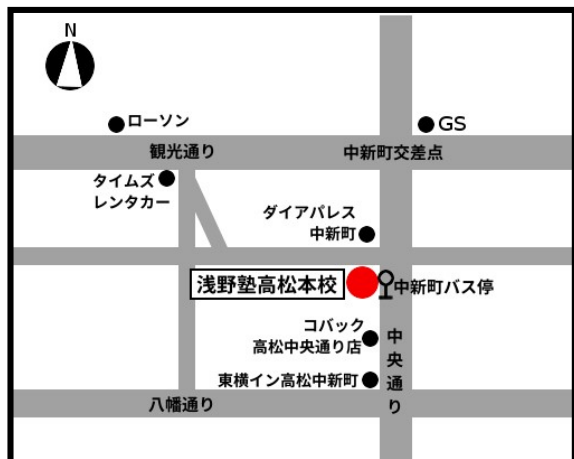 N
ローソン
GS
観光通り
中新町交差点
タイムズ
レンタカー
ダイアパレス
中新町
浅野塾高松本校
中新町バス停
コバック
高松中央通り店
中央通り
東横イン高松中新町
八幡通り